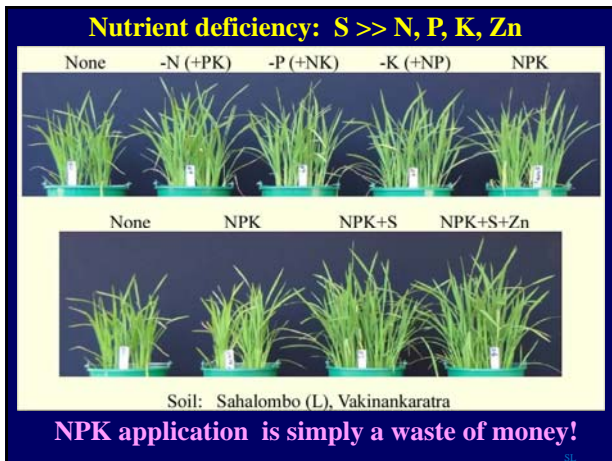 Nutrient deficiency: S >> N, P, K, Zn
None -N (+PK) -P (+NK) -K (+NP) NPK
None NPK NPK+S NPK+S+Zn
Soil: Sahalombo (L), Vakinankaratra
NPK application is simply a waste of money!
SL